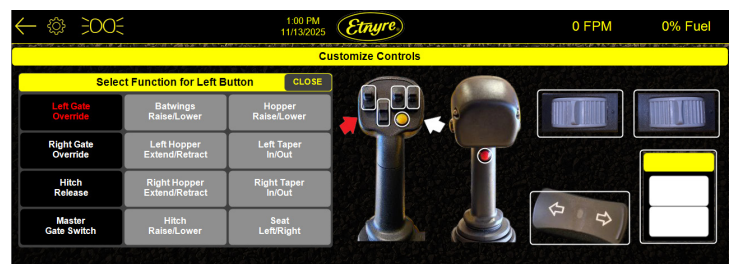 1:00 PM
11/13/2025
Etnyre
0 FPM
0% Fuel
Customize Controls
Select Function for Left Button
CLOSE
Left Gate
Override
Batwings
Raise/Lower
Hopper
Raise/Lower
Right Gate
Override
Left Hopper
Extend/Retract
Left Taper
In/Out
Hitch
Release
Right Hopper
Extend/Retract
Right Taper
In/Out
Master
Gate Switch
Hitch
Raise/Lower
Seat
Left/Right